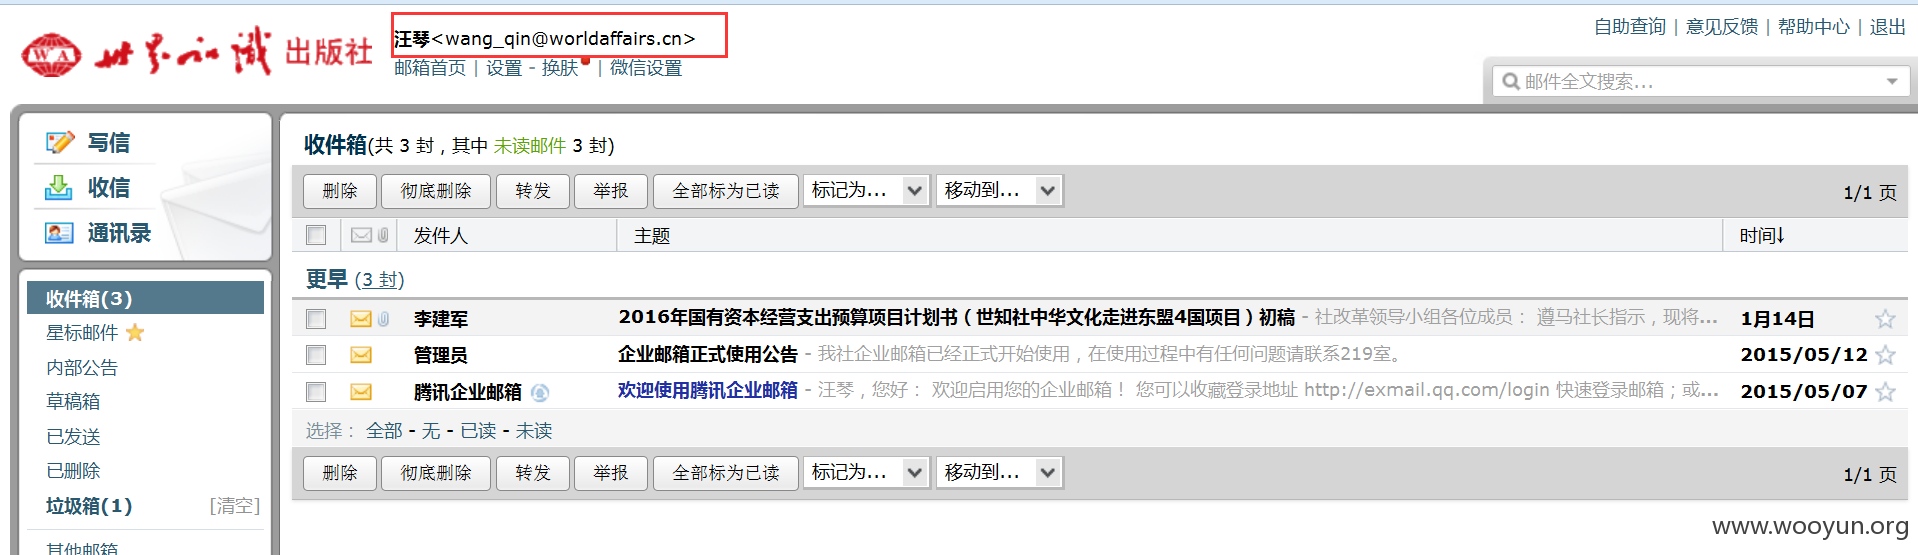 世界知识出版社
汪琴<wang_qin@worldaffairs.cn>
邮箱首页 | 设置 - 换肤 | 微信设置
自助查询 | 意见反馈 | 帮助中心 | 退出
邮件全文搜索...
写信
收信
通讯录
收件箱(3)
星标邮件
内部公告
草稿箱
已发送
已删除
垃圾箱(1) [清空]
其他邮箱
收件箱(共 3 封，其中 未读邮件 3 封)
删除 彻底删除 转发 举报 全部标为已读 标记为... 移动到... 1/1 页
发件人 主题 时间↓
更早 (3 封)
李建军 2016年国有资本经营支出预算项目计划书（世知社中华文化走进东盟4国项目）初稿 - 社改革领导小组各位成员： 遵马社长指示，现将... 1月14日
管理员 企业邮箱正式使用公告 - 我社企业邮箱已经正式开始使用，在使用过程中有任何问题请联系219室。 2015/05/12
腾讯企业邮箱 欢迎使用腾讯企业邮箱 - 汪琴，您好： 欢迎启用您的企业邮箱！ 您可以收藏登录地址 http://exmail.qq.com/login 快速登录邮箱；或... 2015/05/07
选择： 全部 - 无 - 已读 - 未读
删除 彻底删除 转发 举报 全部标为已读 标记为... 移动到... 1/1 页
www.wooyun.org